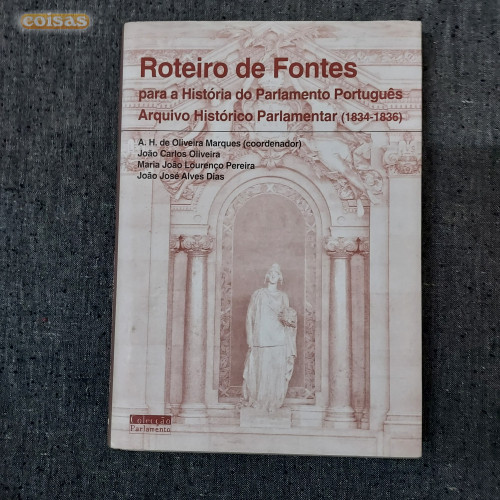 coisas
Roteiro de Fontes
para a História do Parlamento Português
Arquivo Histórico Parlamentar (1834-1836)
A. H. de Oliveira Marques (coordenador)
João Carlos Oliveira
Maria João Lourenço Pereira
João José Alves Dias
Colecção
Parlamento